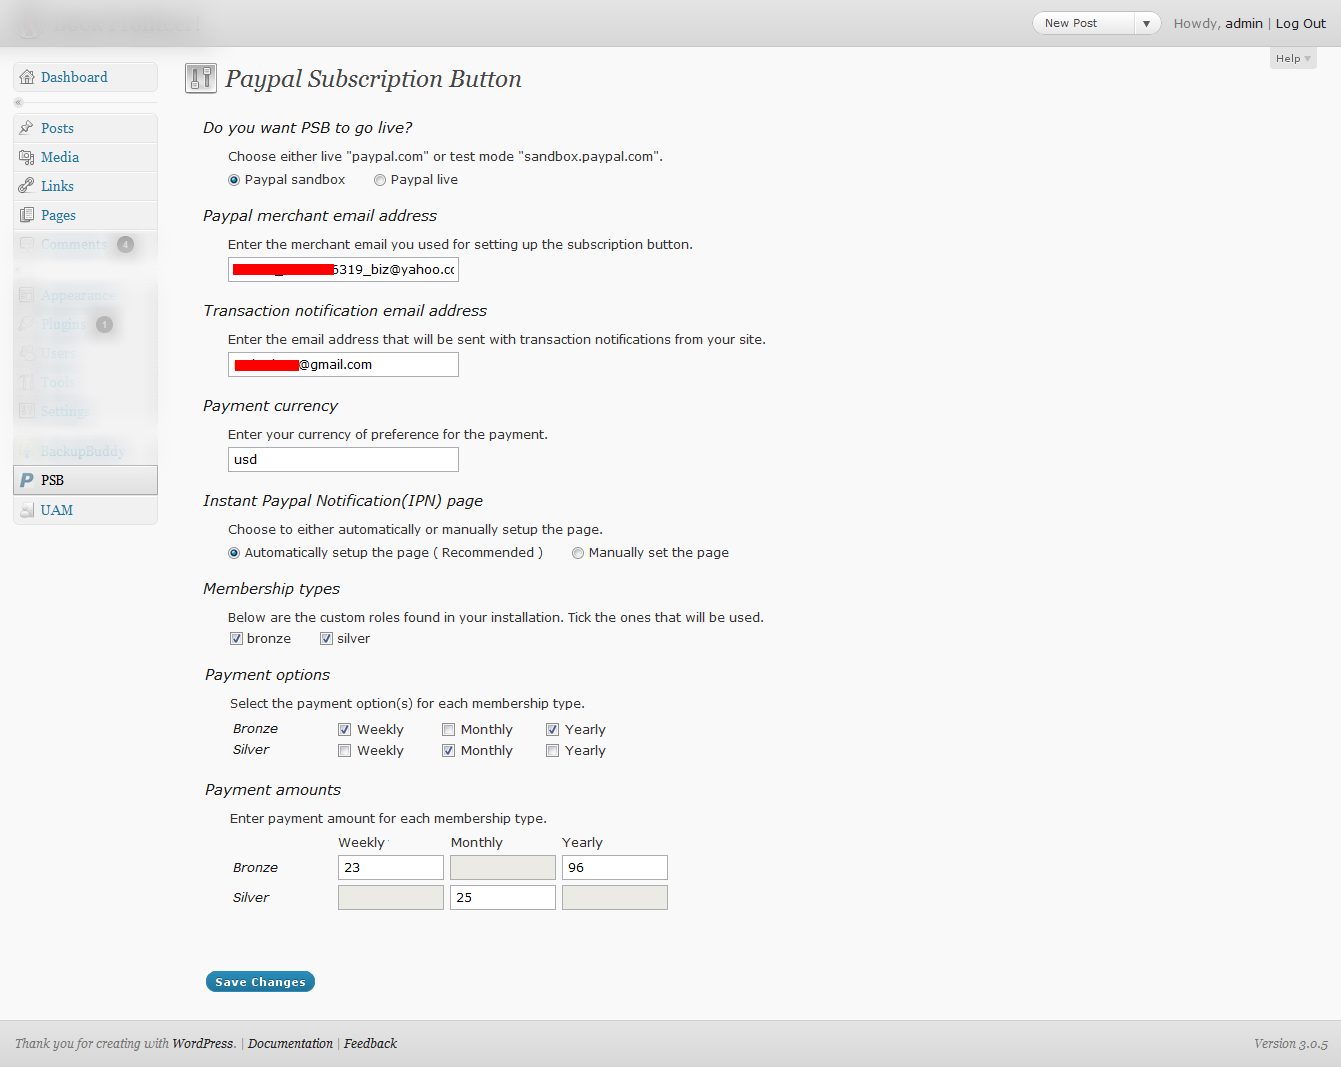 New Post
Howdy, admin | Log Out
Help
Dashboard
Paypal Subscription Button
Posts
Media
Links
Pages
Comments 4
Appearance
Plugins 1
Users
Tools
Settings
BackupBuddy
PSB
UAM
Do you want PSB to go live?
Choose either live "paypal.com" or test mode "sandbox.paypal.com".
Paypal sandbox Paypal live
Paypal merchant email address
Enter the merchant email you used for setting up the subscription button.
5319_biz@yahoo.co
Transaction notification email address
Enter the email address that will be sent with transaction notifications from your site.
@gmail.com
Payment currency
Enter your currency of preference for the payment.
usd
Instant Paypal Notification(IPN) page
Choose to either automatically or manually setup the page.
Automatically setup the page ( Recommended ) Manually set the page
Membership types
Below are the custom roles found in your installation. Tick the ones that will be used.
bronze silver
Payment options
Select the payment option(s) for each membership type.
Bronze Weekly Monthly Yearly
Silver Weekly Monthly Yearly
Payment amounts
Enter payment amount for each membership type.
Weekly Monthly Yearly
Bronze 23 96
Silver 25
Save Changes
Thank you for creating with WordPress. | Documentation | Feedback
Version 3.0.5